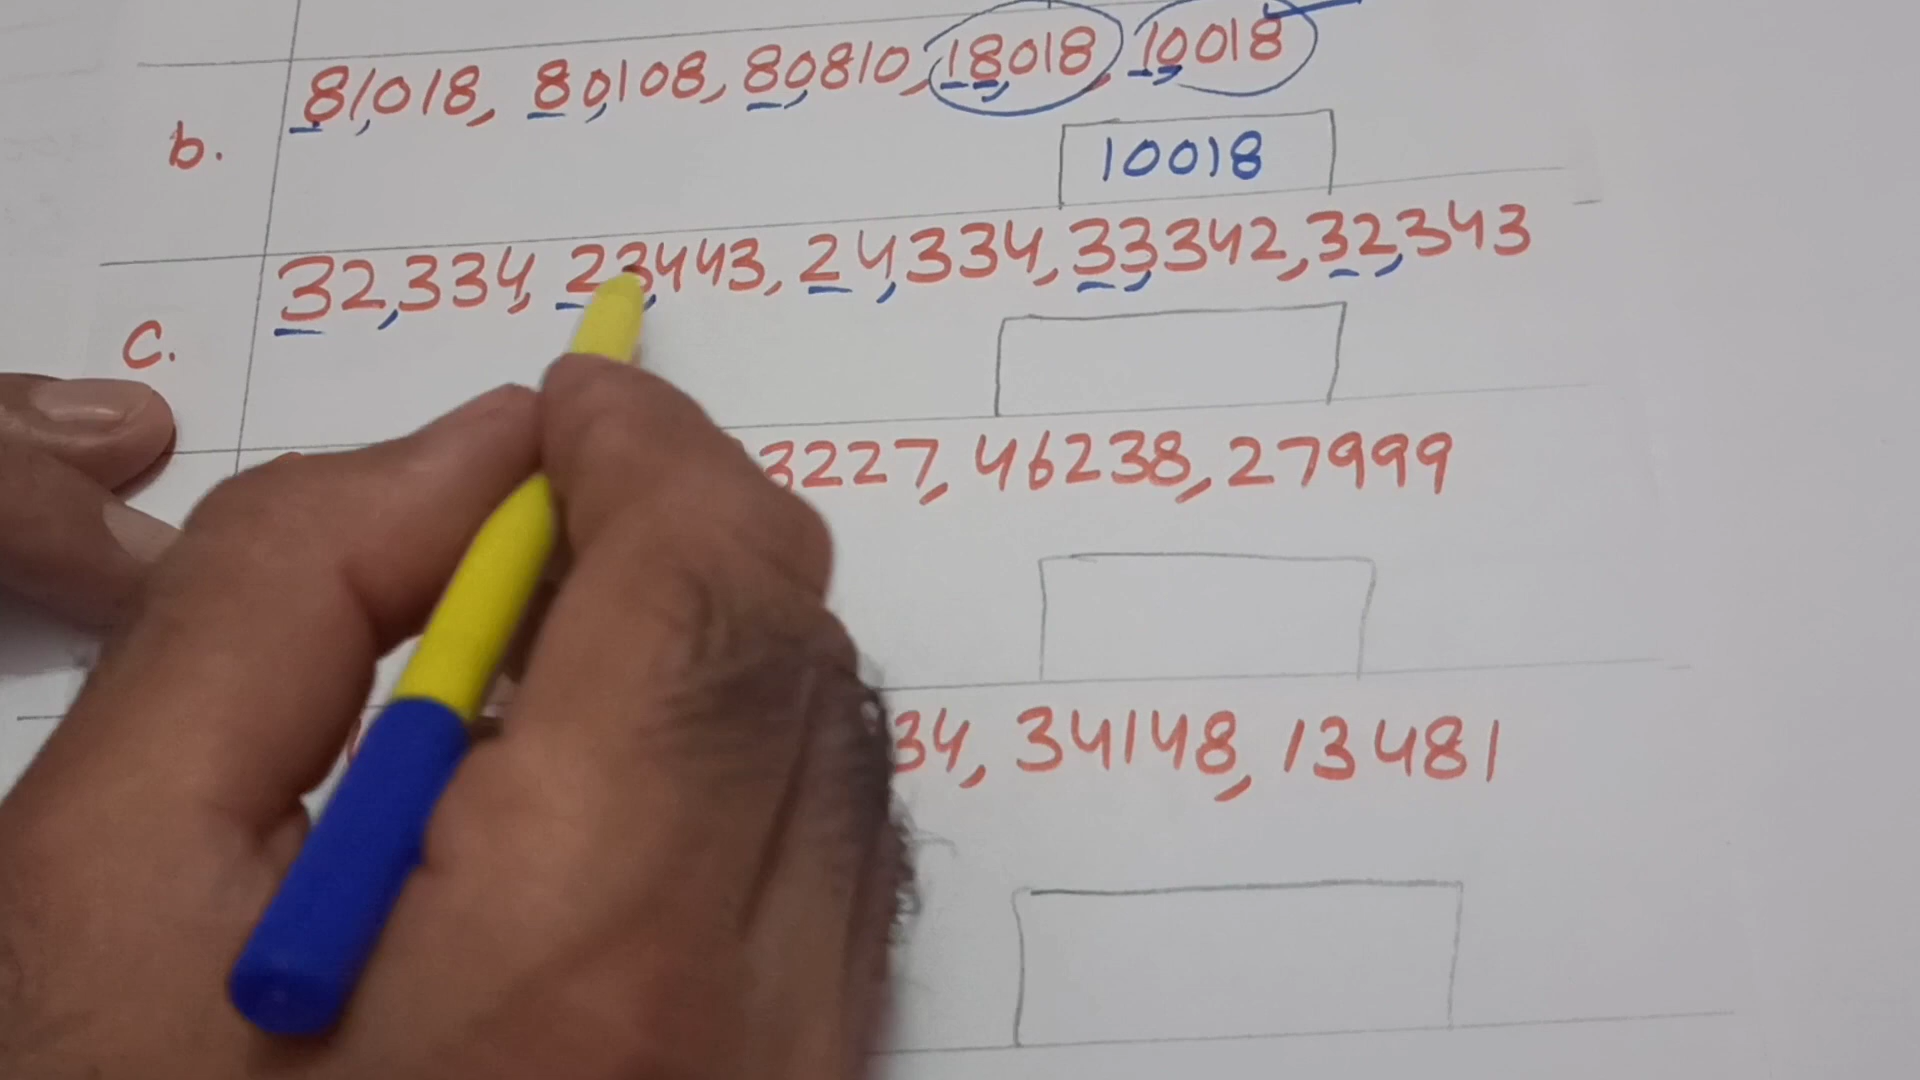 b. 81,018, 80,108, 80,810, 18,018, 10,018
10018
c. 32,334, 23,443, 24,334, 33,342, 32,343
3227, 46238, 27999
34, 34148, 13481